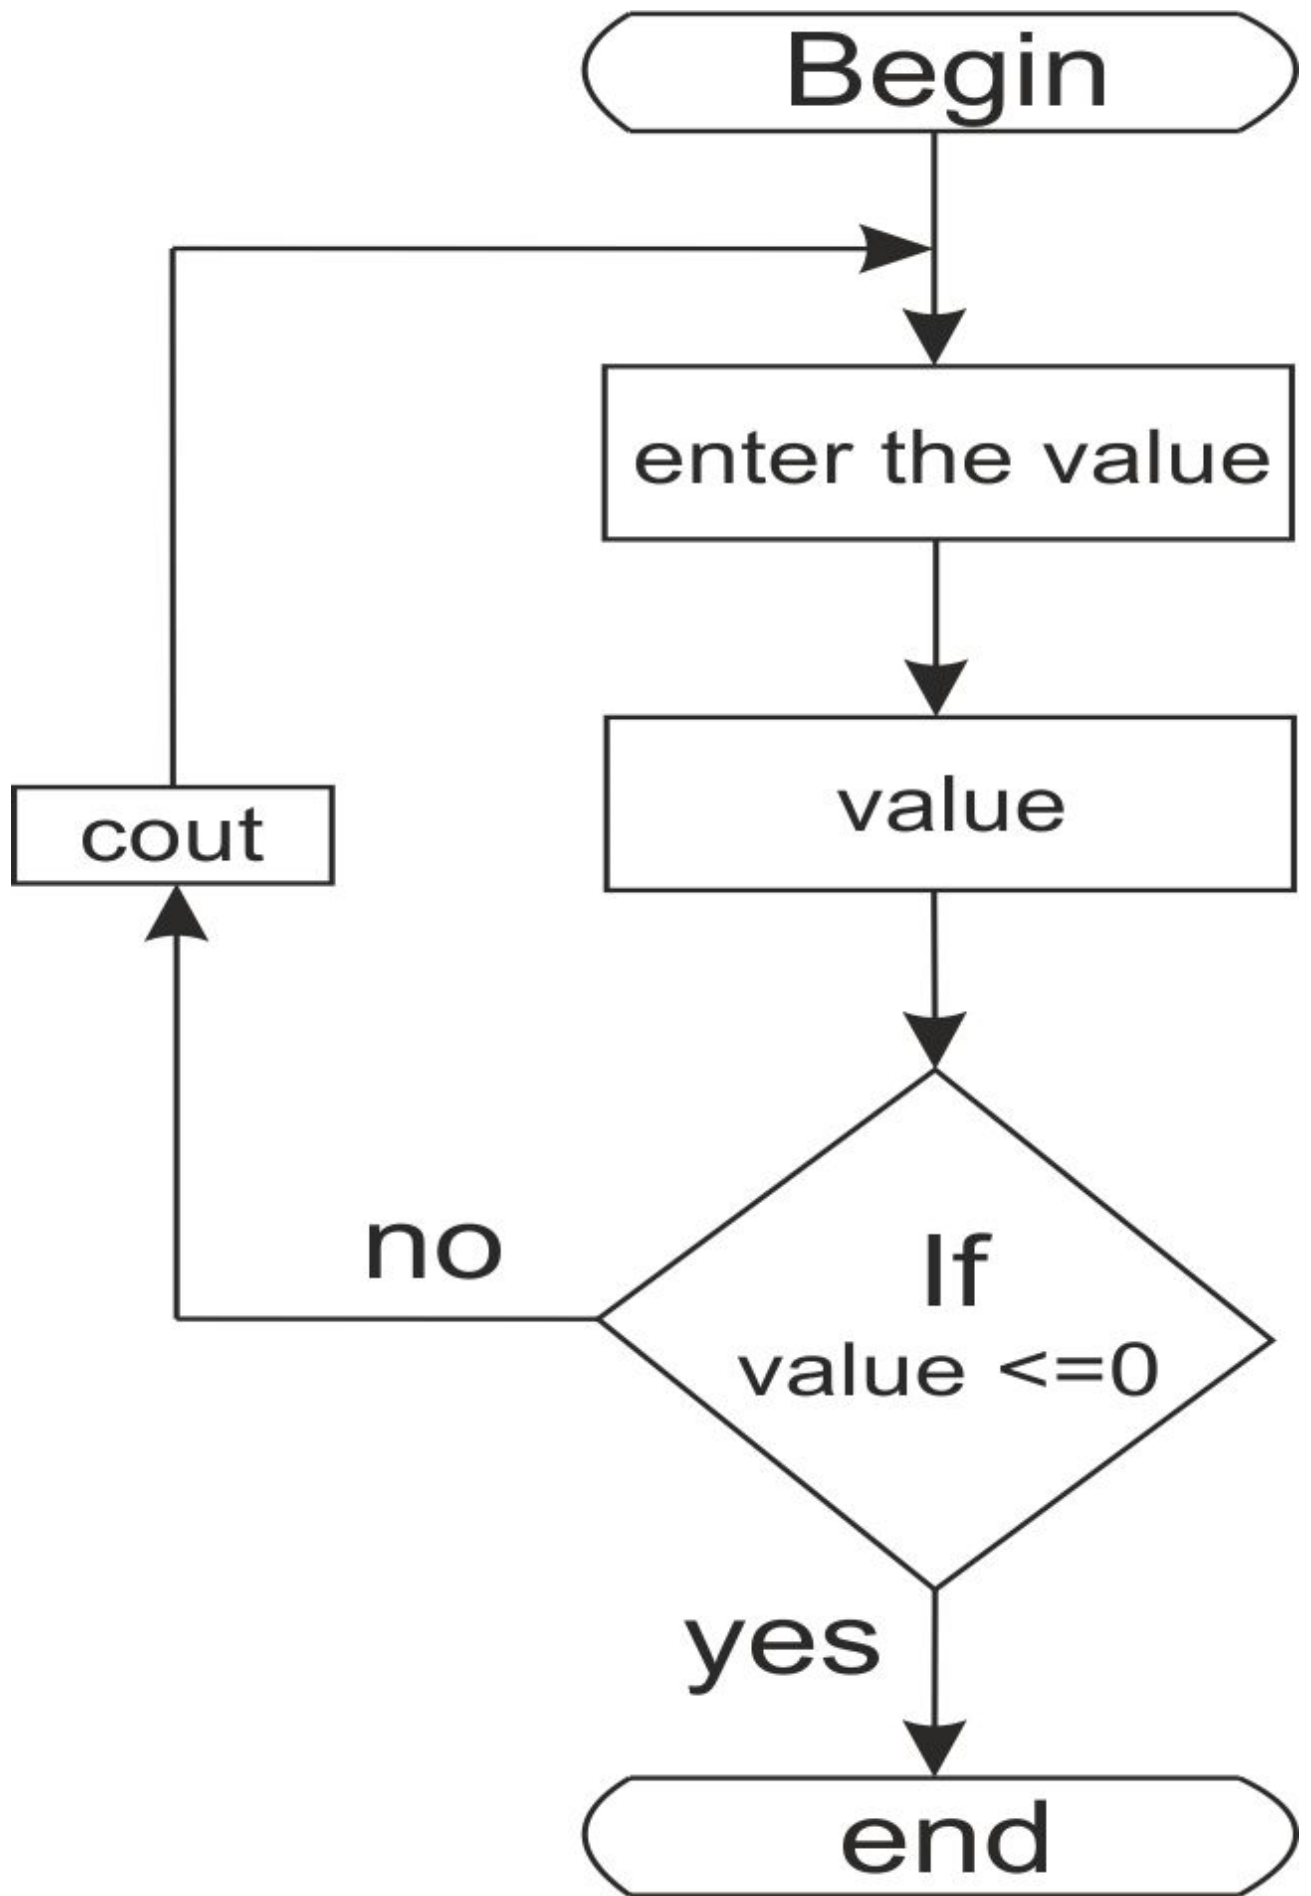 Begin
enter the value
value
cout
no
If
value <=0
yes
end